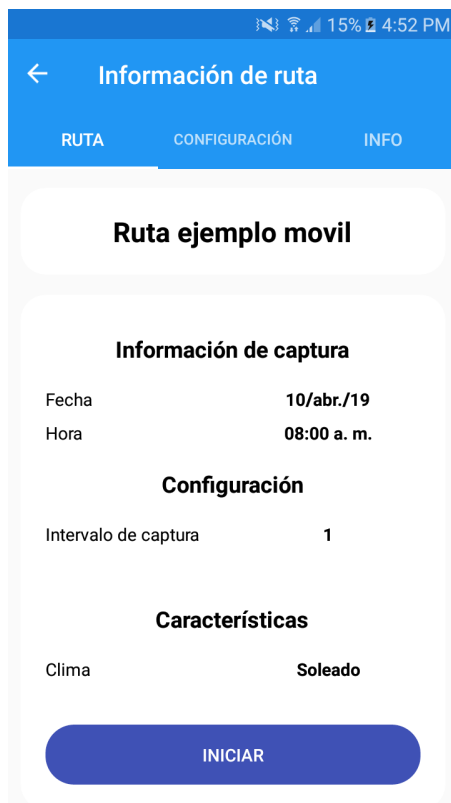 15% 4:52 PM
Información de ruta
RUTA CONFIGURACIÓN INFO
Ruta ejemplo movil
Información de captura
Fecha 10/abr./19
Hora 08:00 a. m.
Configuración
Intervalo de captura 1
Características
Clima Soleado
INICIAR